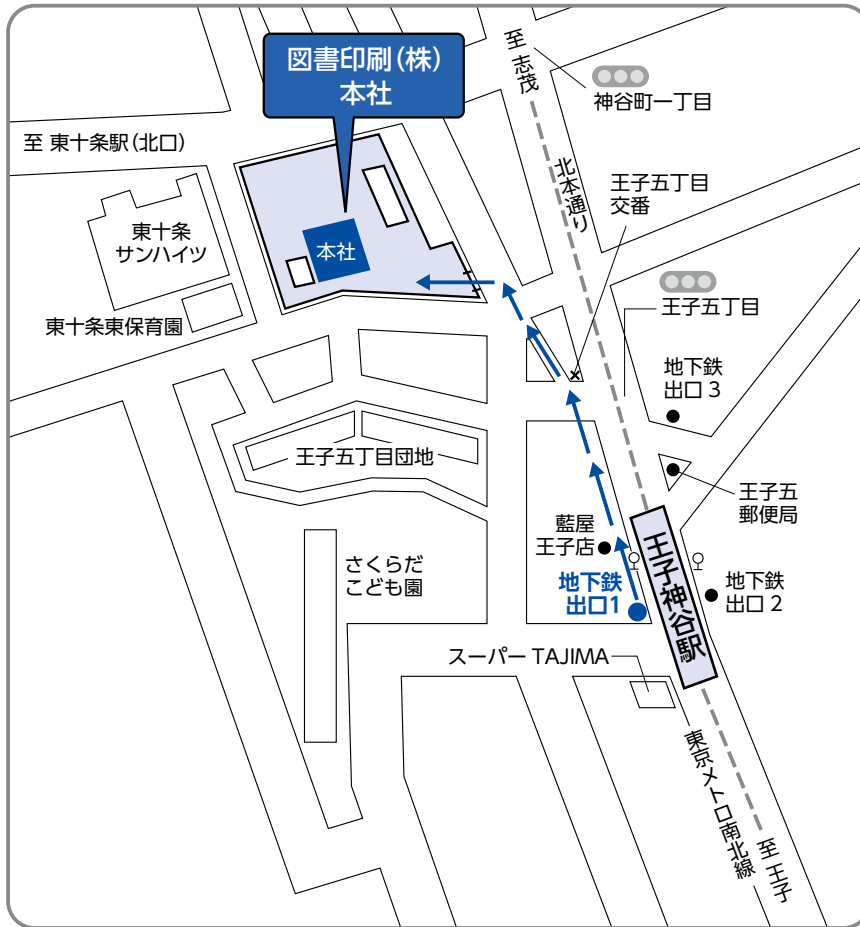 図書印刷(株)
本社
至 志茂
神谷町一丁目
至 東十条駅(北口)
北本通り
王子五丁目
交番
東十条
サンハイツ
本社
東十条東保育園
王子五丁目
地下鉄
出口 3
王子五丁目団地
王子五
郵便局
藍屋
王子店
さくらだ
こども園
地下鉄
出口1
王子神谷駅
地下鉄
出口 2
スーパー TAJIMA
東京メトロ南北線
至 王子